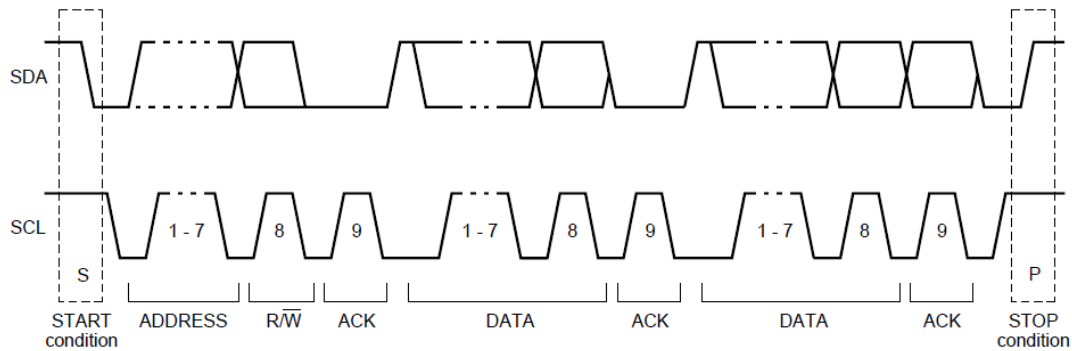 SDA
SCL
1 - 7
8
9
1 - 7
8
9
1 - 7
8
9
S
P
START
condition
ADDRESS
R/W̅
ACK
DATA
ACK
DATA
ACK
STOP
condition